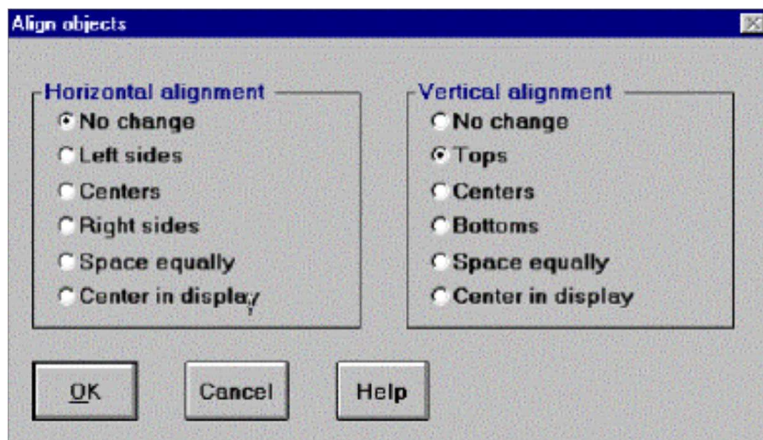 Align objects
Horizontal alignment
No change
Left sides
Centers
Right sides
Space equally
Center in display
Vertical alignment
No change
Tops
Centers
Bottoms
Space equally
Center in display
OK
Cancel
Help